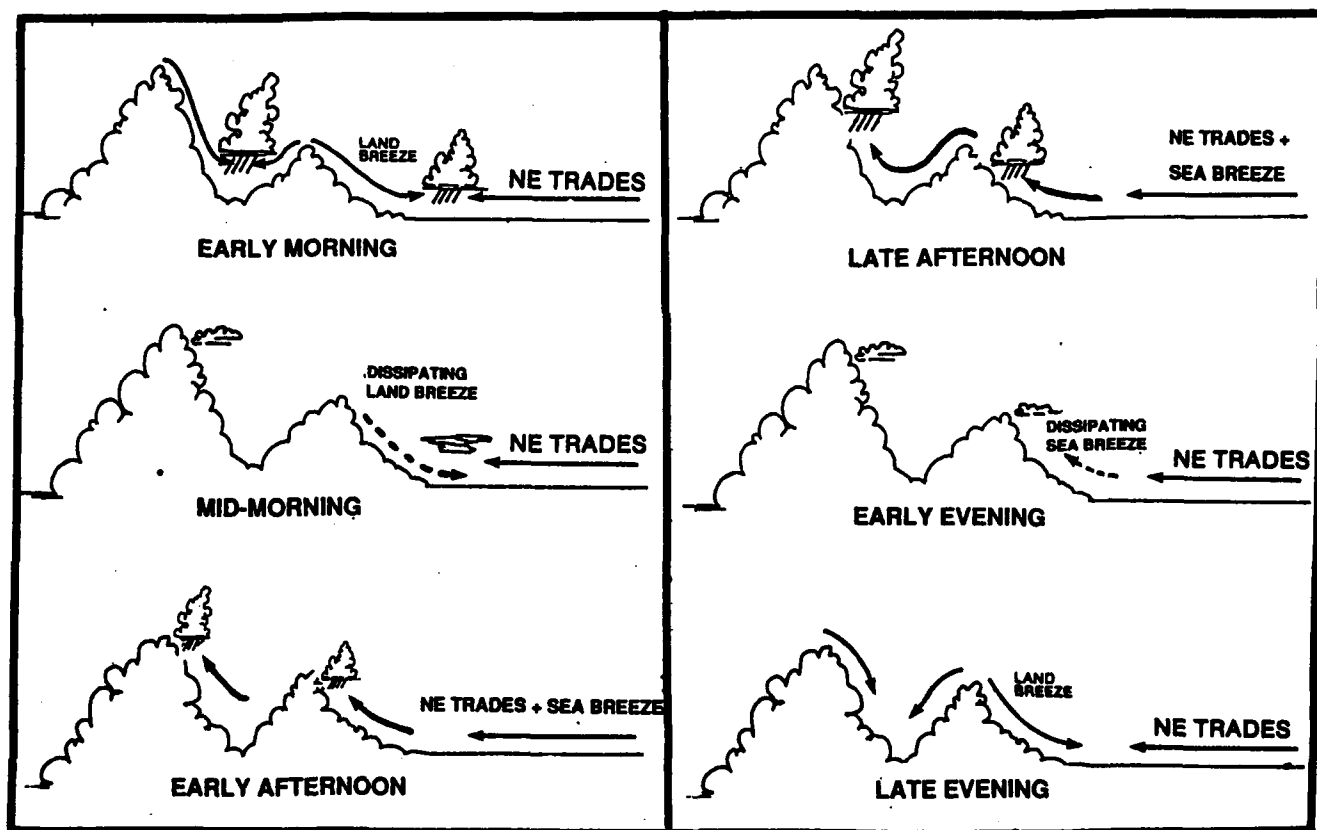 LAND
BREEZE
NE TRADES
EARLY MORNING
DISSIPATING
LAND BREEZE
NE TRADES
MID-MORNING
NE TRADES + SEA BREEZE
EARLY AFTERNOON
NE TRADES +
SEA BREEZE
LATE AFTERNOON
DISSIPATING
SEA BREEZE
NE TRADES
EARLY EVENING
LAND
BREEZE
NE TRADES
LATE EVENING